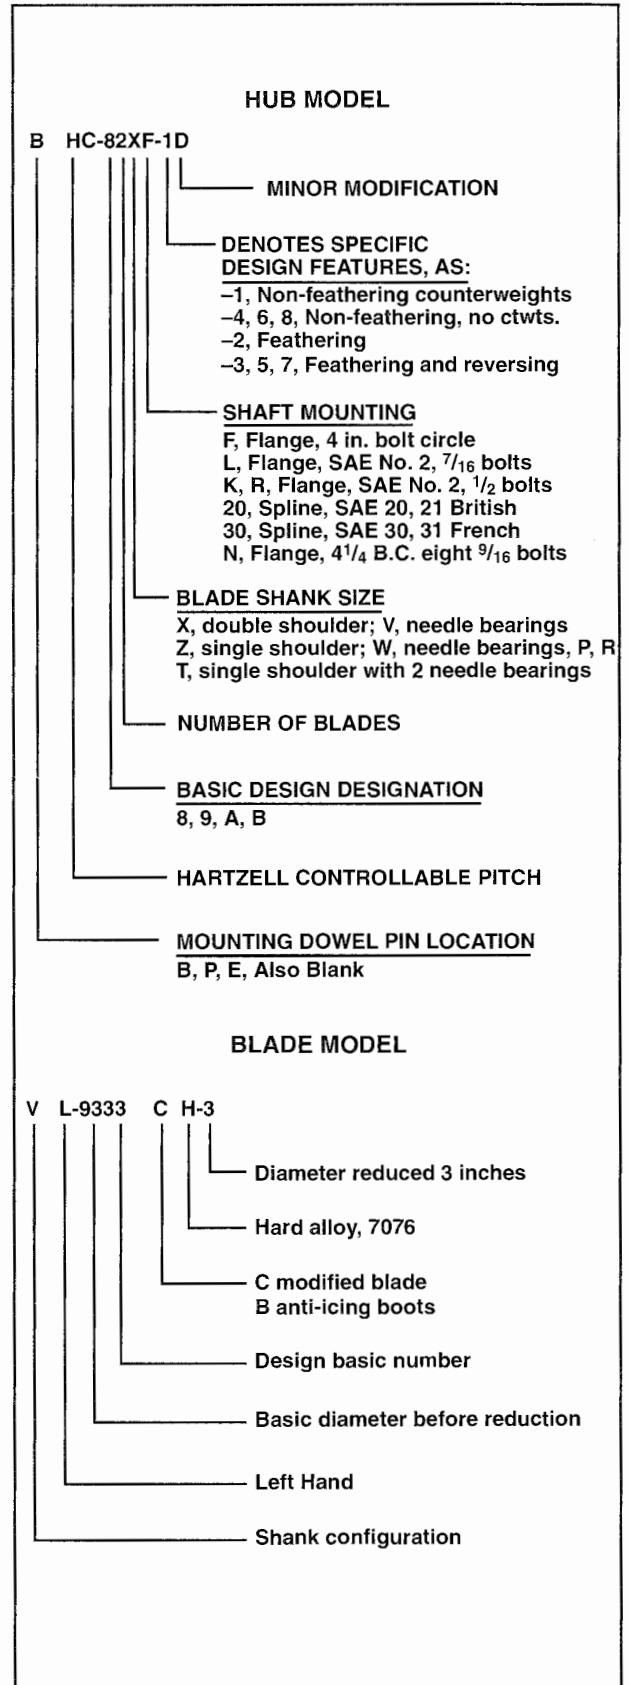 HUB MODEL
B HC-82XF-1D
MINOR MODIFICATION
DENOTES SPECIFIC
DESIGN FEATURES, AS:
–1, Non-feathering counterweights
–4, 6, 8, Non-feathering, no ctwts.
–2, Feathering
–3, 5, 7, Feathering and reversing
SHAFT MOUNTING
F, Flange, 4 in. bolt circle
L, Flange, SAE No. 2, 7/16 bolts
K, R, Flange, SAE No. 2, 1/2 bolts
20, Spline, SAE 20, 21 British
30, Spline, SAE 30, 31 French
N, Flange, 41/4 B.C. eight 9/16 bolts
BLADE SHANK SIZE
X, double shoulder; V, needle bearings
Z, single shoulder; W, needle bearings, P, R
T, single shoulder with 2 needle bearings
NUMBER OF BLADES
BASIC DESIGN DESIGNATION
8, 9, A, B
HARTZELL CONTROLLABLE PITCH
MOUNTING DOWEL PIN LOCATION
B, P, E, Also Blank
BLADE MODEL
V L-9333 C H-3
Diameter reduced 3 inches
Hard alloy, 7076
C modified blade
B anti-icing boots
Design basic number
Basic diameter before reduction
Left Hand
Shank configuration